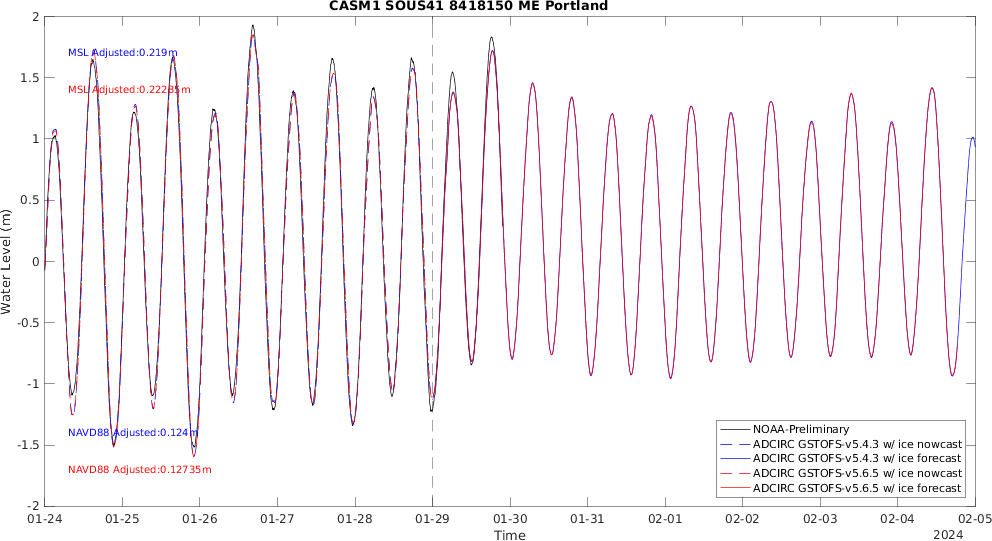 CASM1 SOUS41 8418150 ME Portland
2
MSL Adjusted:0.219m
1.5
MSL Adjusted:0.22285m
1
0.5
0
Water Level (m)
-0.5
-1
NAVD88 Adjusted:0.124m
-1.5
NAVD88 Adjusted:0.12735m
-2
NOAA-Preliminary
ADCIRC GSTOFS-v5.4.3 w/ ice nowcast
ADCIRC GSTOFS-v5.4.3 w/ ice forecast
ADCIRC GSTOFS-v5.6.5 w/ ice nowcast
ADCIRC GSTOFS-v5.6.5 w/ ice forecast
01-24 01-25 01-26 01-27 01-28 01-29 01-30 01-31 02-01 02-02 02-03 02-04 02-05
Time
2024